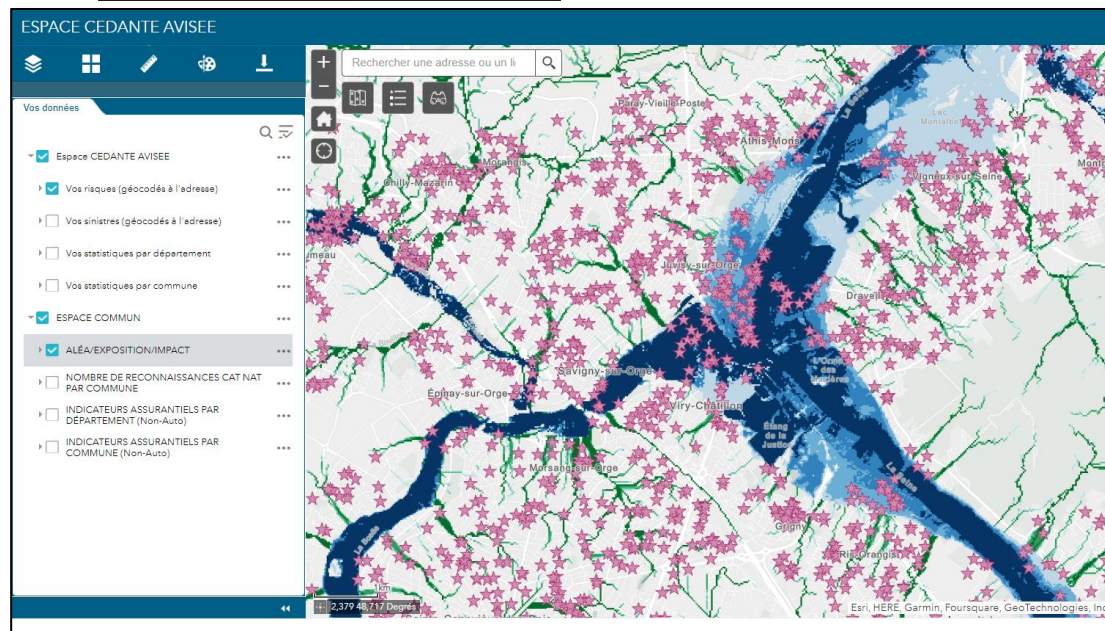 ESPACE CEDANTE AVISEE
Rechercher une adresse ou un li
Vos données
Espace CEDANTE AVISEE
Vos risques (géocodés à l'adresse)
Vos sinistres (géocodés à l'adresse)
Vos statistiques par département
Vos statistiques par commune
ESPACE COMMUN
ALÉA/EXPOSITION/IMPACT
NOMBRE DE RECONNAISSANCES CAT NAT
PAR COMMUNE
INDICATEURS ASSURANTIELS PAR
DÉPARTEMENT (Non-Auto)
INDICATEURS ASSURANTIELS PAR
COMMUNE (Non-Auto)
Paray-Vieille-Poste
La Seine
Lac
Montalbo
Athis-Mons
Morangis
Chilly-Mazarin
Vigneux-sur-Seine
Juvisy-sur-Orge
Draveil
Savigny-sur-Orge
Épinay-sur-Orge
Viry-Châtillon
Étang
de la
Justice
Morsang-sur-Orge
La Seine
Grigny
Ris-Orangis
1km
2,379 48,717 Degrés
Esri, HERE, Garmin, Foursquare, GeoTechnologies, Inc